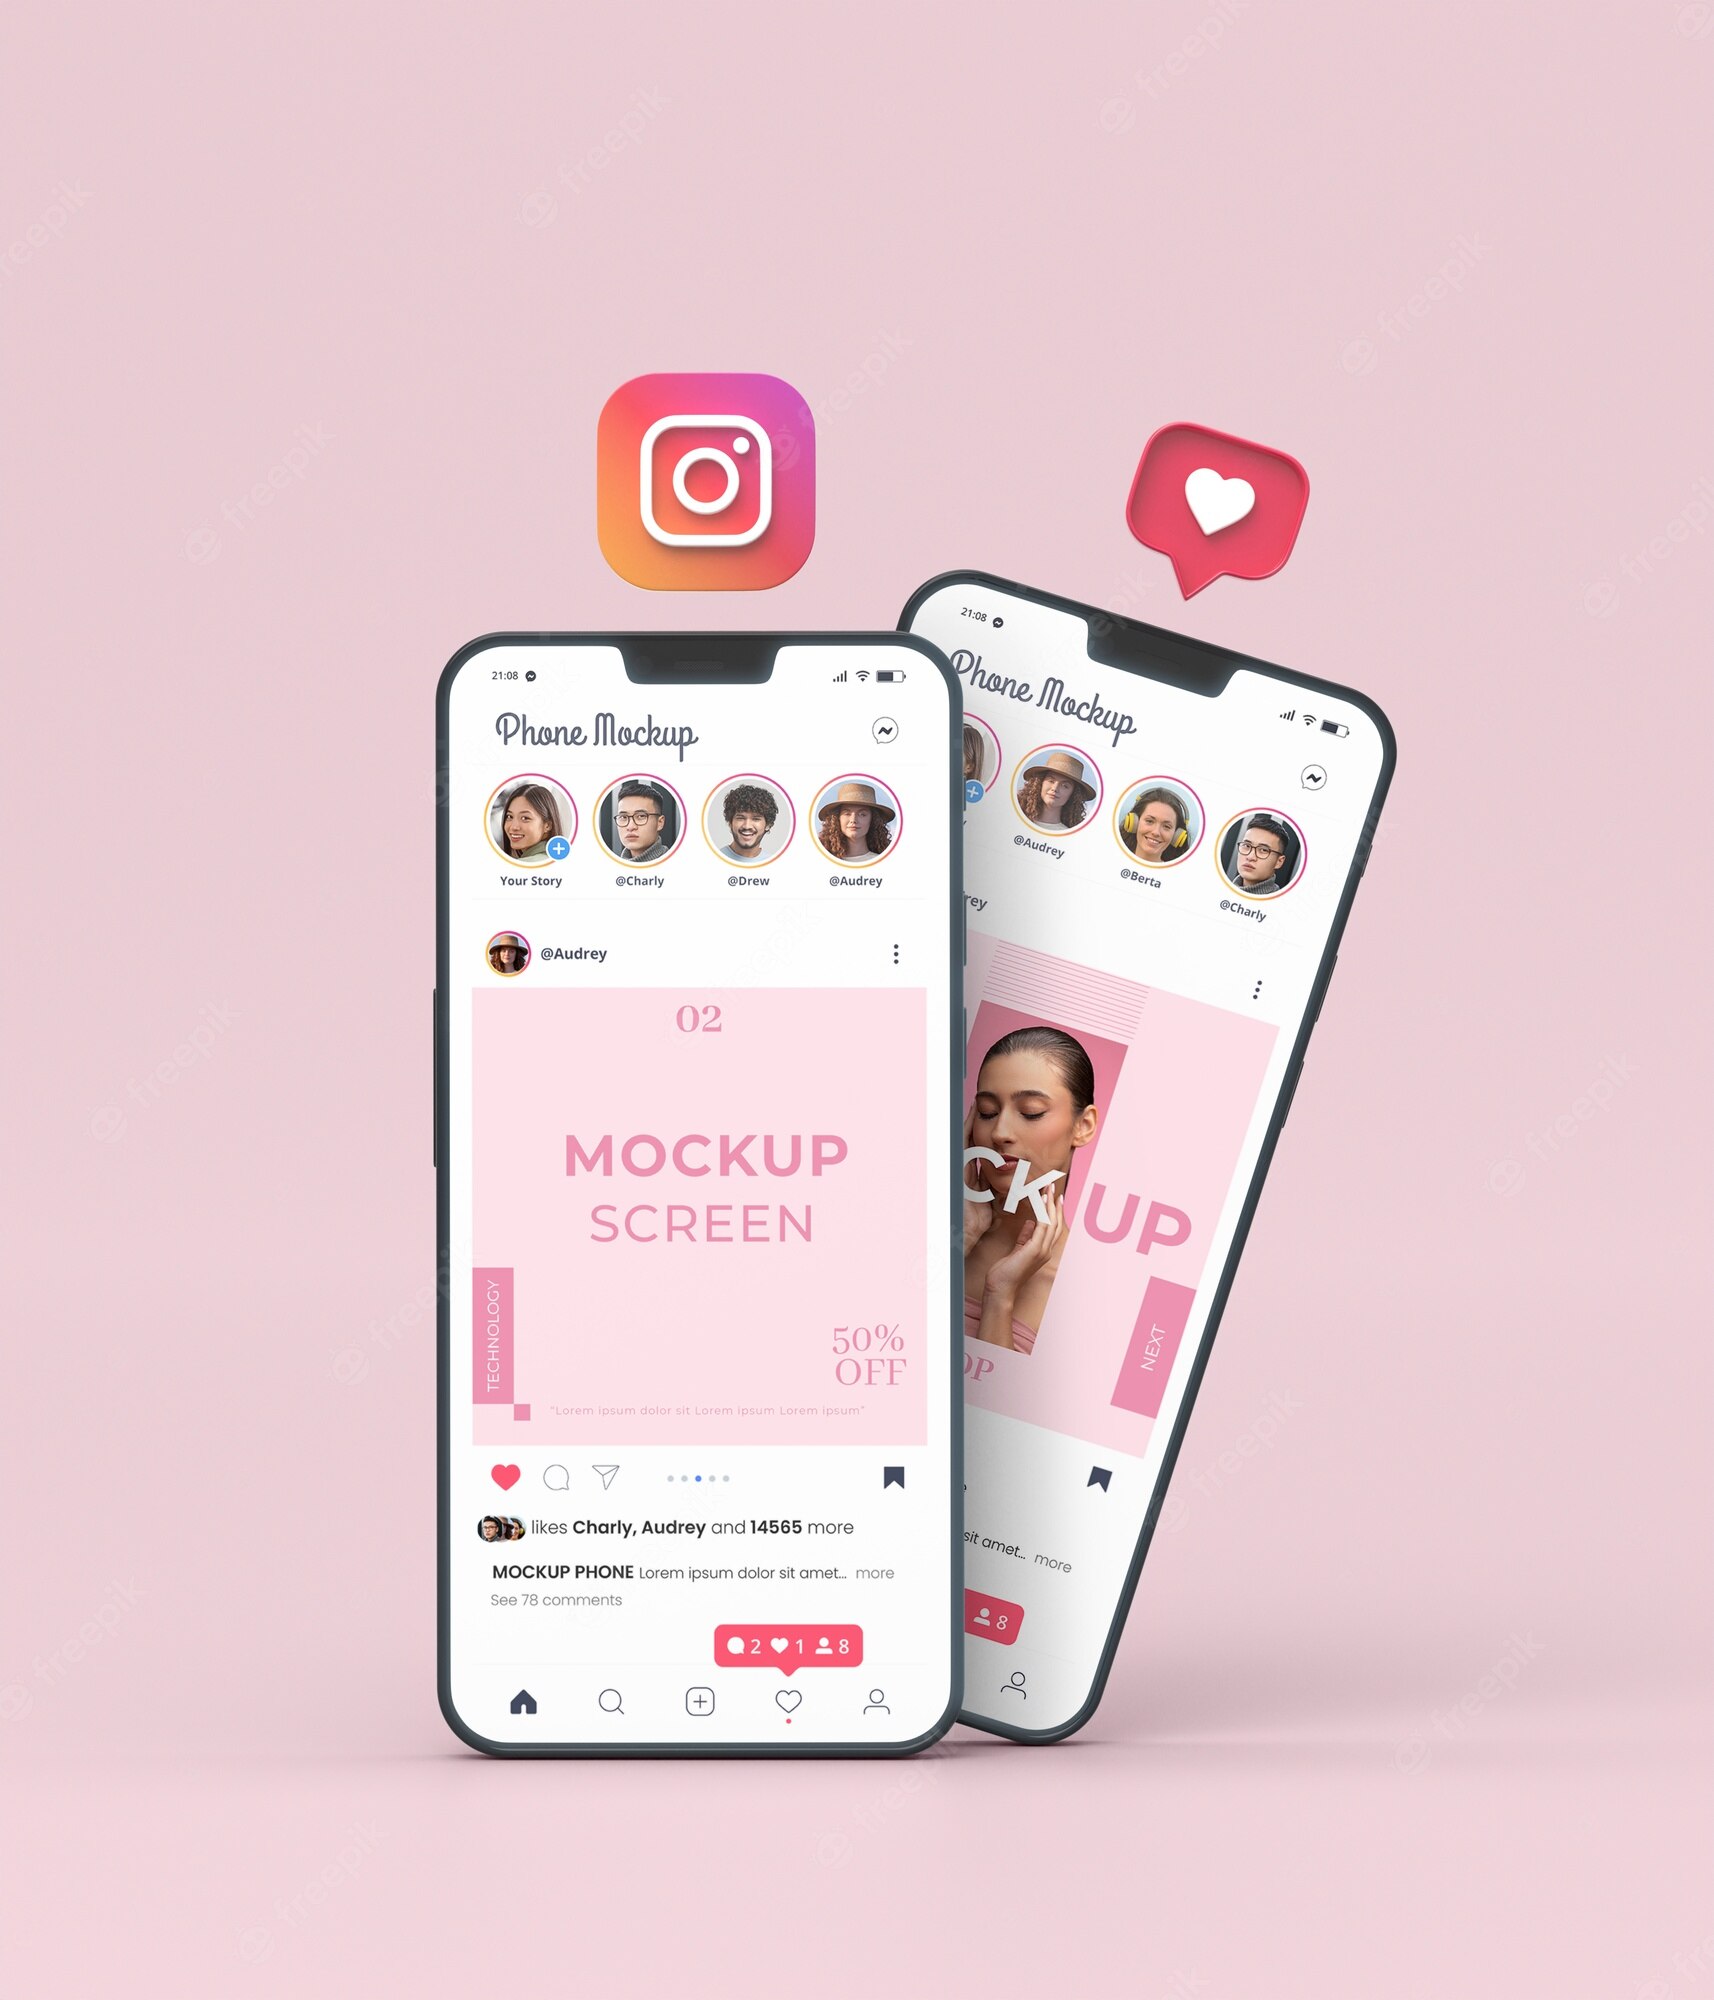 21:08
Phone Mockup
Your Story
@Charly
@Drew
@Audrey
@Audrey
02
MOCKUP
SCREEN
TECHNOLOGY
50%
OFF
"Lorem ipsum dolor sit Lorem ipsum Lorem ipsum"
likes Charly, Audrey and 14565 more
MOCKUP PHONE Lorem ipsum dolor sit amet... more
See 78 comments
2 1 8
21:08
Phone Mockup
@Audrey
@Berta
@Charly
rey
CK UP
NEXT
OP
sit amet... more
8
freepik